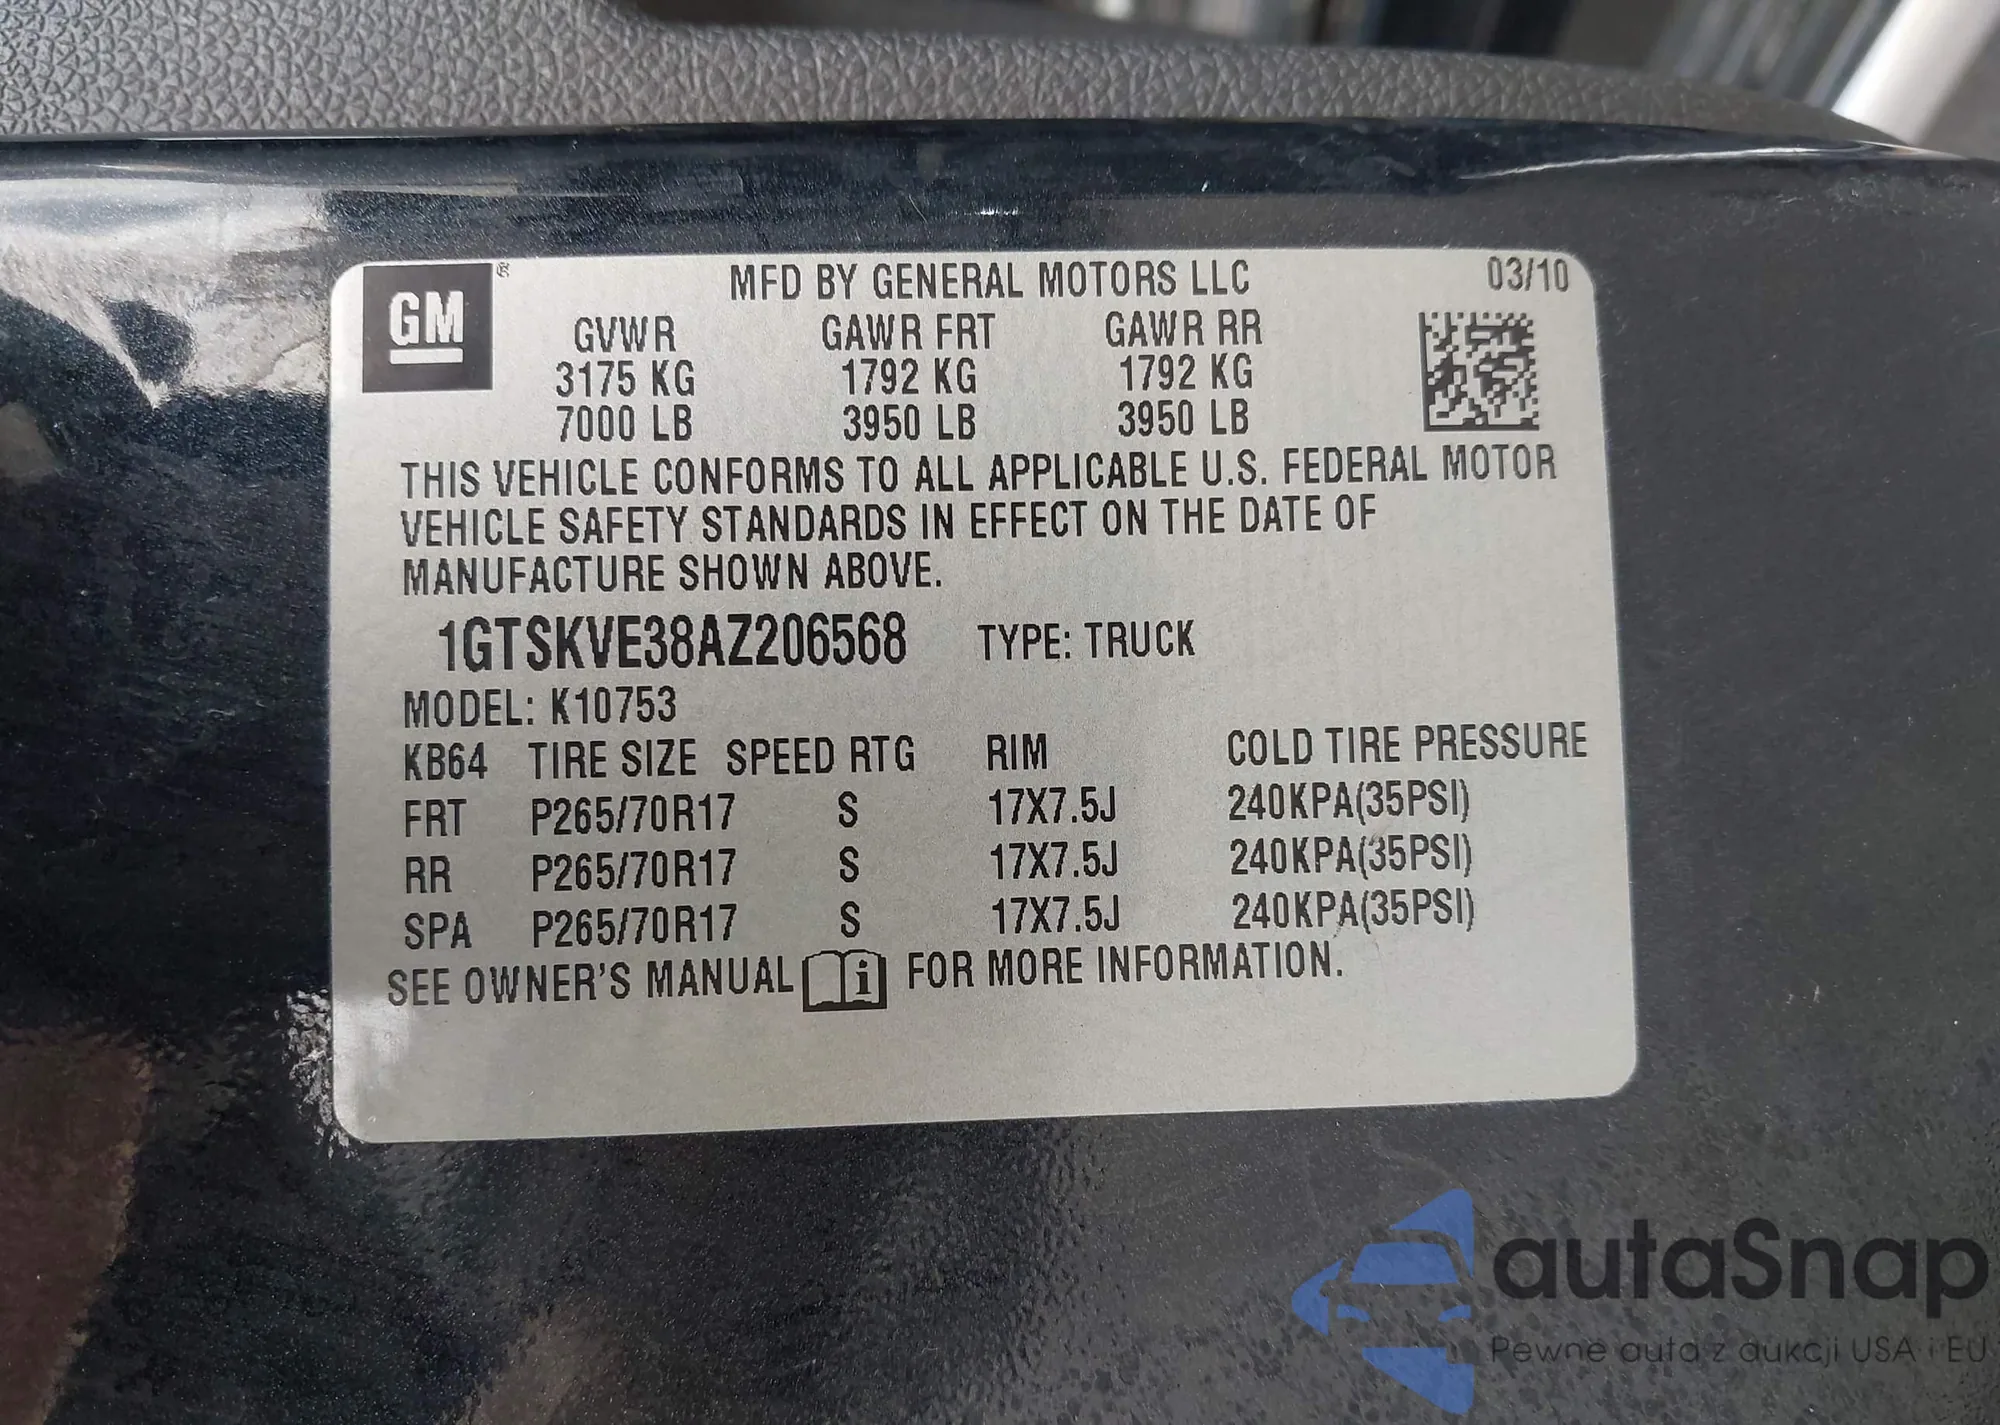 GM ®
MFD BY GENERAL MOTORS LLC 03/10
GVWR GAWR FRT GAWR RR
3175 KG 1792 KG 1792 KG
7000 LB 3950 LB 3950 LB
THIS VEHICLE CONFORMS TO ALL APPLICABLE U.S. FEDERAL MOTOR
VEHICLE SAFETY STANDARDS IN EFFECT ON THE DATE OF
MANUFACTURE SHOWN ABOVE.
1GTSKVE38AZ206568 TYPE: TRUCK
MODEL: K10753
KB64 TIRE SIZE SPEED RTG RIM COLD TIRE PRESSURE
FRT P265/70R17 S 17X7.5J 240KPA(35PSI)
RR P265/70R17 S 17X7.5J 240KPA(35PSI)
SPA P265/70R17 S 17X7.5J 240KPA(35PSI)
SEE OWNER'S MANUAL i FOR MORE INFORMATION.
autaSnap
Pewne auta z aukcji USA i EU